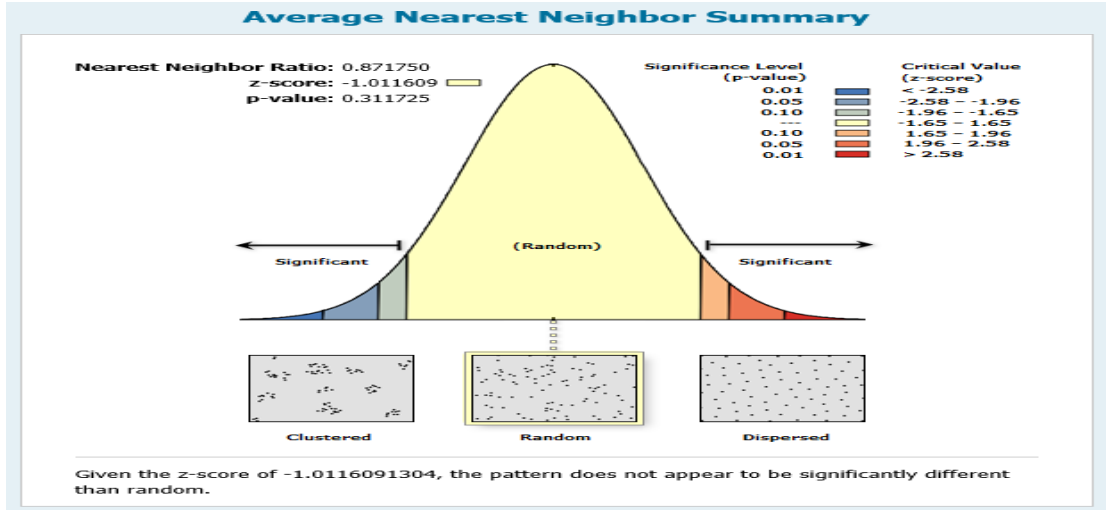 Average Nearest Neighbor Summary
Nearest Neighbor Ratio: 0.871750
z-score: -1.011609
p-value: 0.311725
Significance Level
(p-value)
Critical Value
(z-score)
0.01 < -2.58
0.05 -2.58 – -1.96
0.10 -1.96 – -1.65
--- -1.65 – 1.65
0.10 1.65 – 1.96
0.05 1.96 – 2.58
0.01 > 2.58
(Random)
Significant
Significant
Clustered
Random
Dispersed
Given the z-score of -1.0116091304, the pattern does not appear to be significantly different
than random.